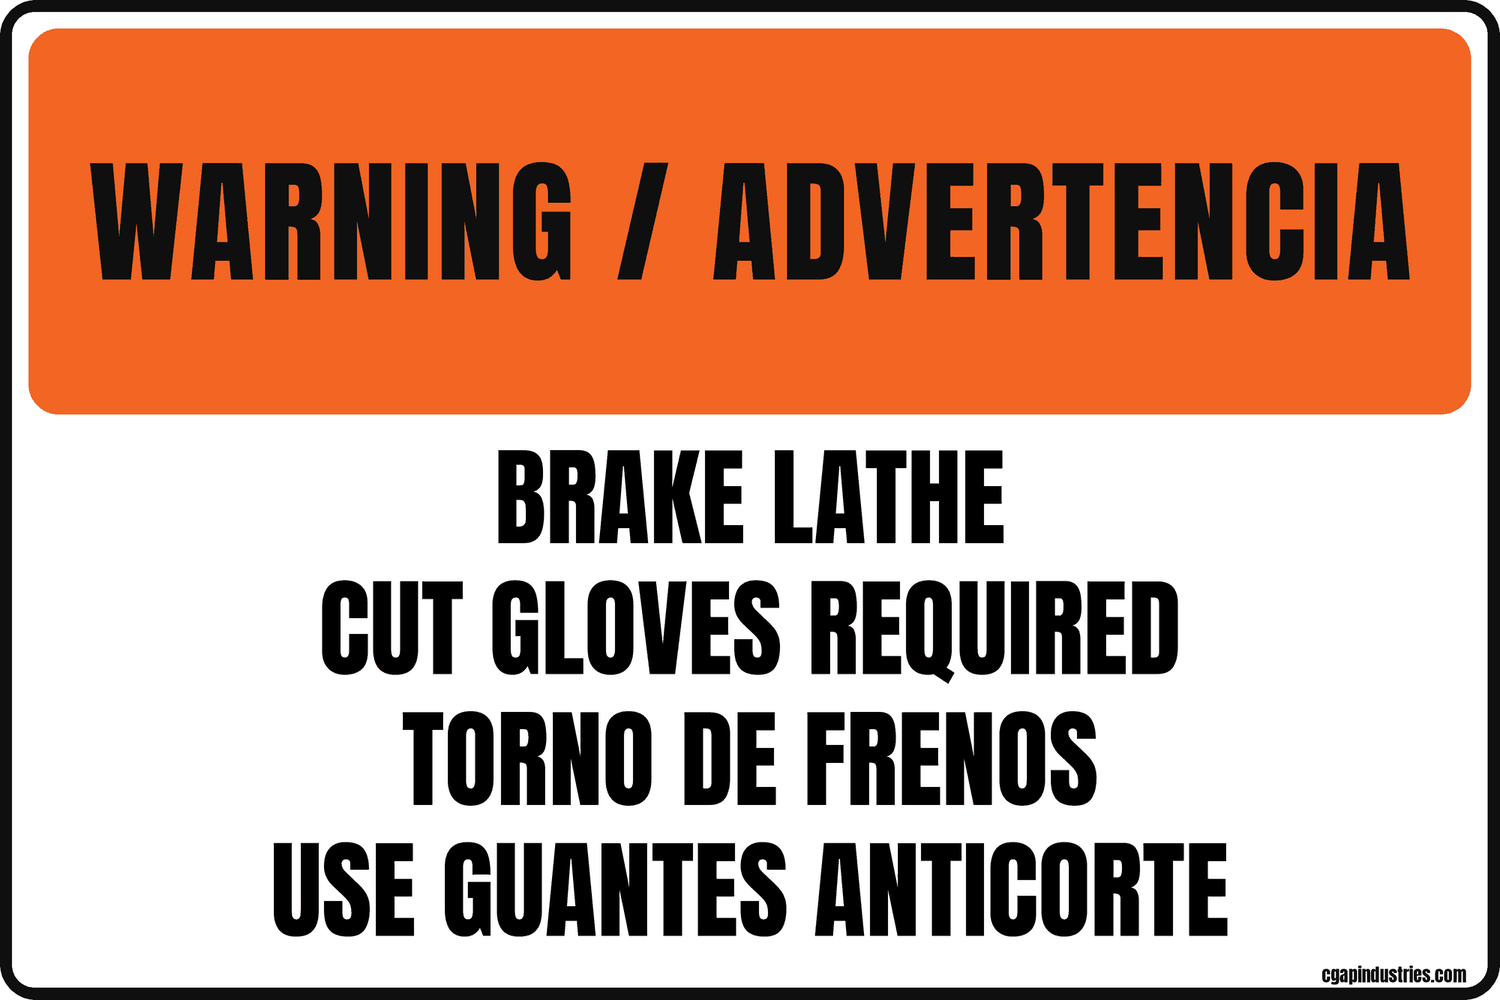 WARNING / ADVERTENCIA
BRAKE LATHE
CUT GLOVES REQUIRED
TORNO DE FRENOS
USE GUANTES ANTICORTE
cgapindustries.com